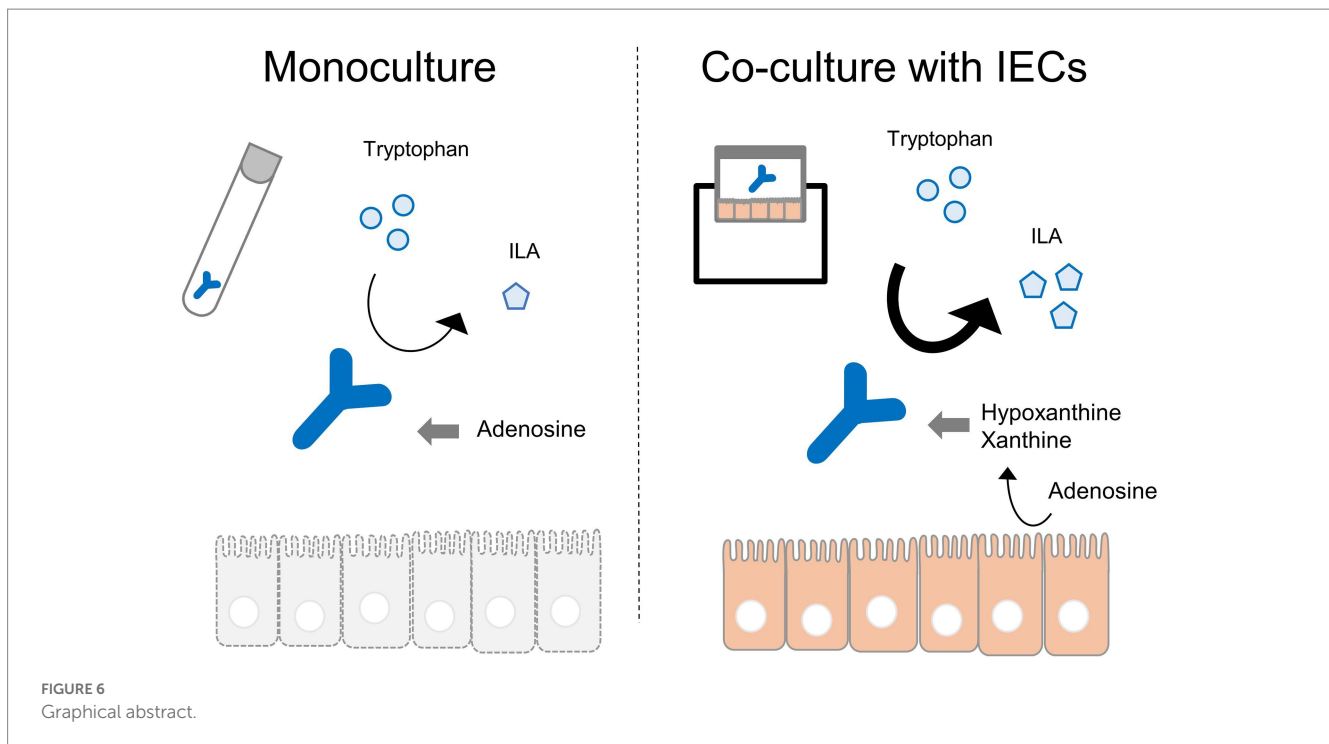 Monoculture
Tryptophan
ILA
Adenosine
Co-culture with IECs
Tryptophan
ILA
Hypoxanthine
Xanthine
Adenosine
FIGURE 6
Graphical abstract.